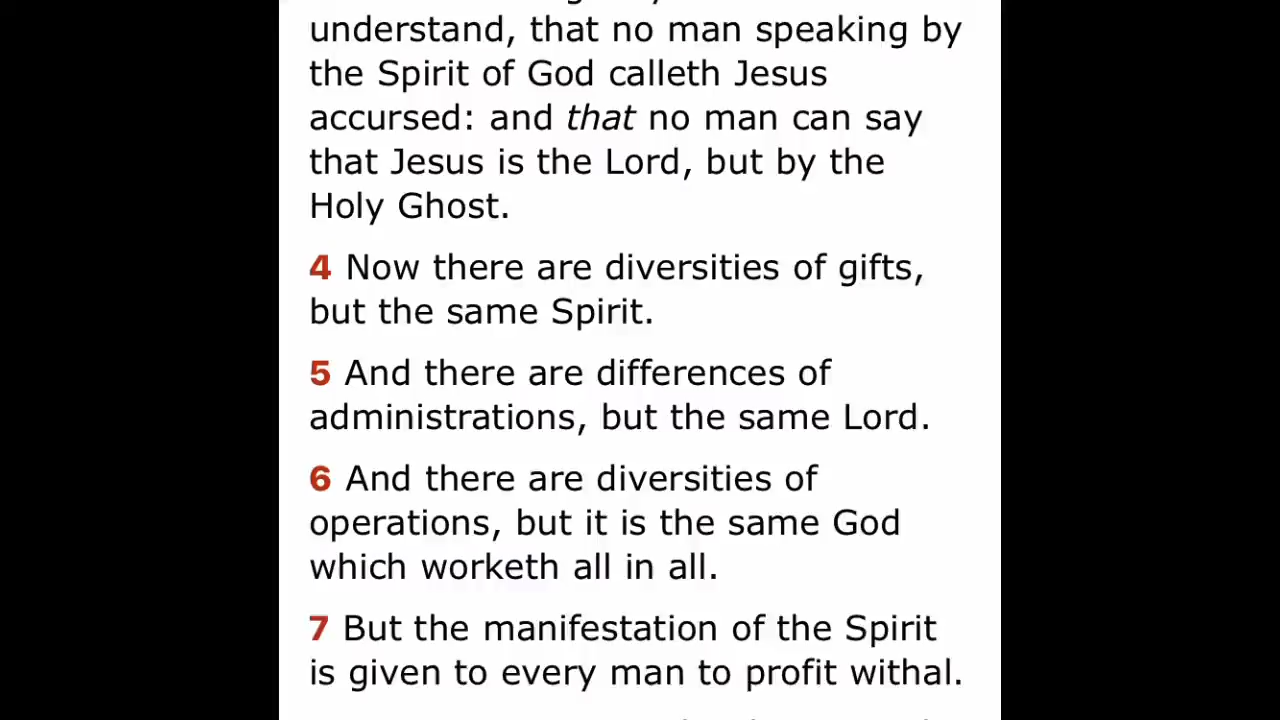 understand, that no man speaking by
the Spirit of God calleth Jesus
accursed: and that no man can say
that Jesus is the Lord, but by the
Holy Ghost.
4 Now there are diversities of gifts,
but the same Spirit.
5 And there are differences of
administrations, but the same Lord.
6 And there are diversities of
operations, but it is the same God
which worketh all in all.
7 But the manifestation of the Spirit
is given to every man to profit withal.